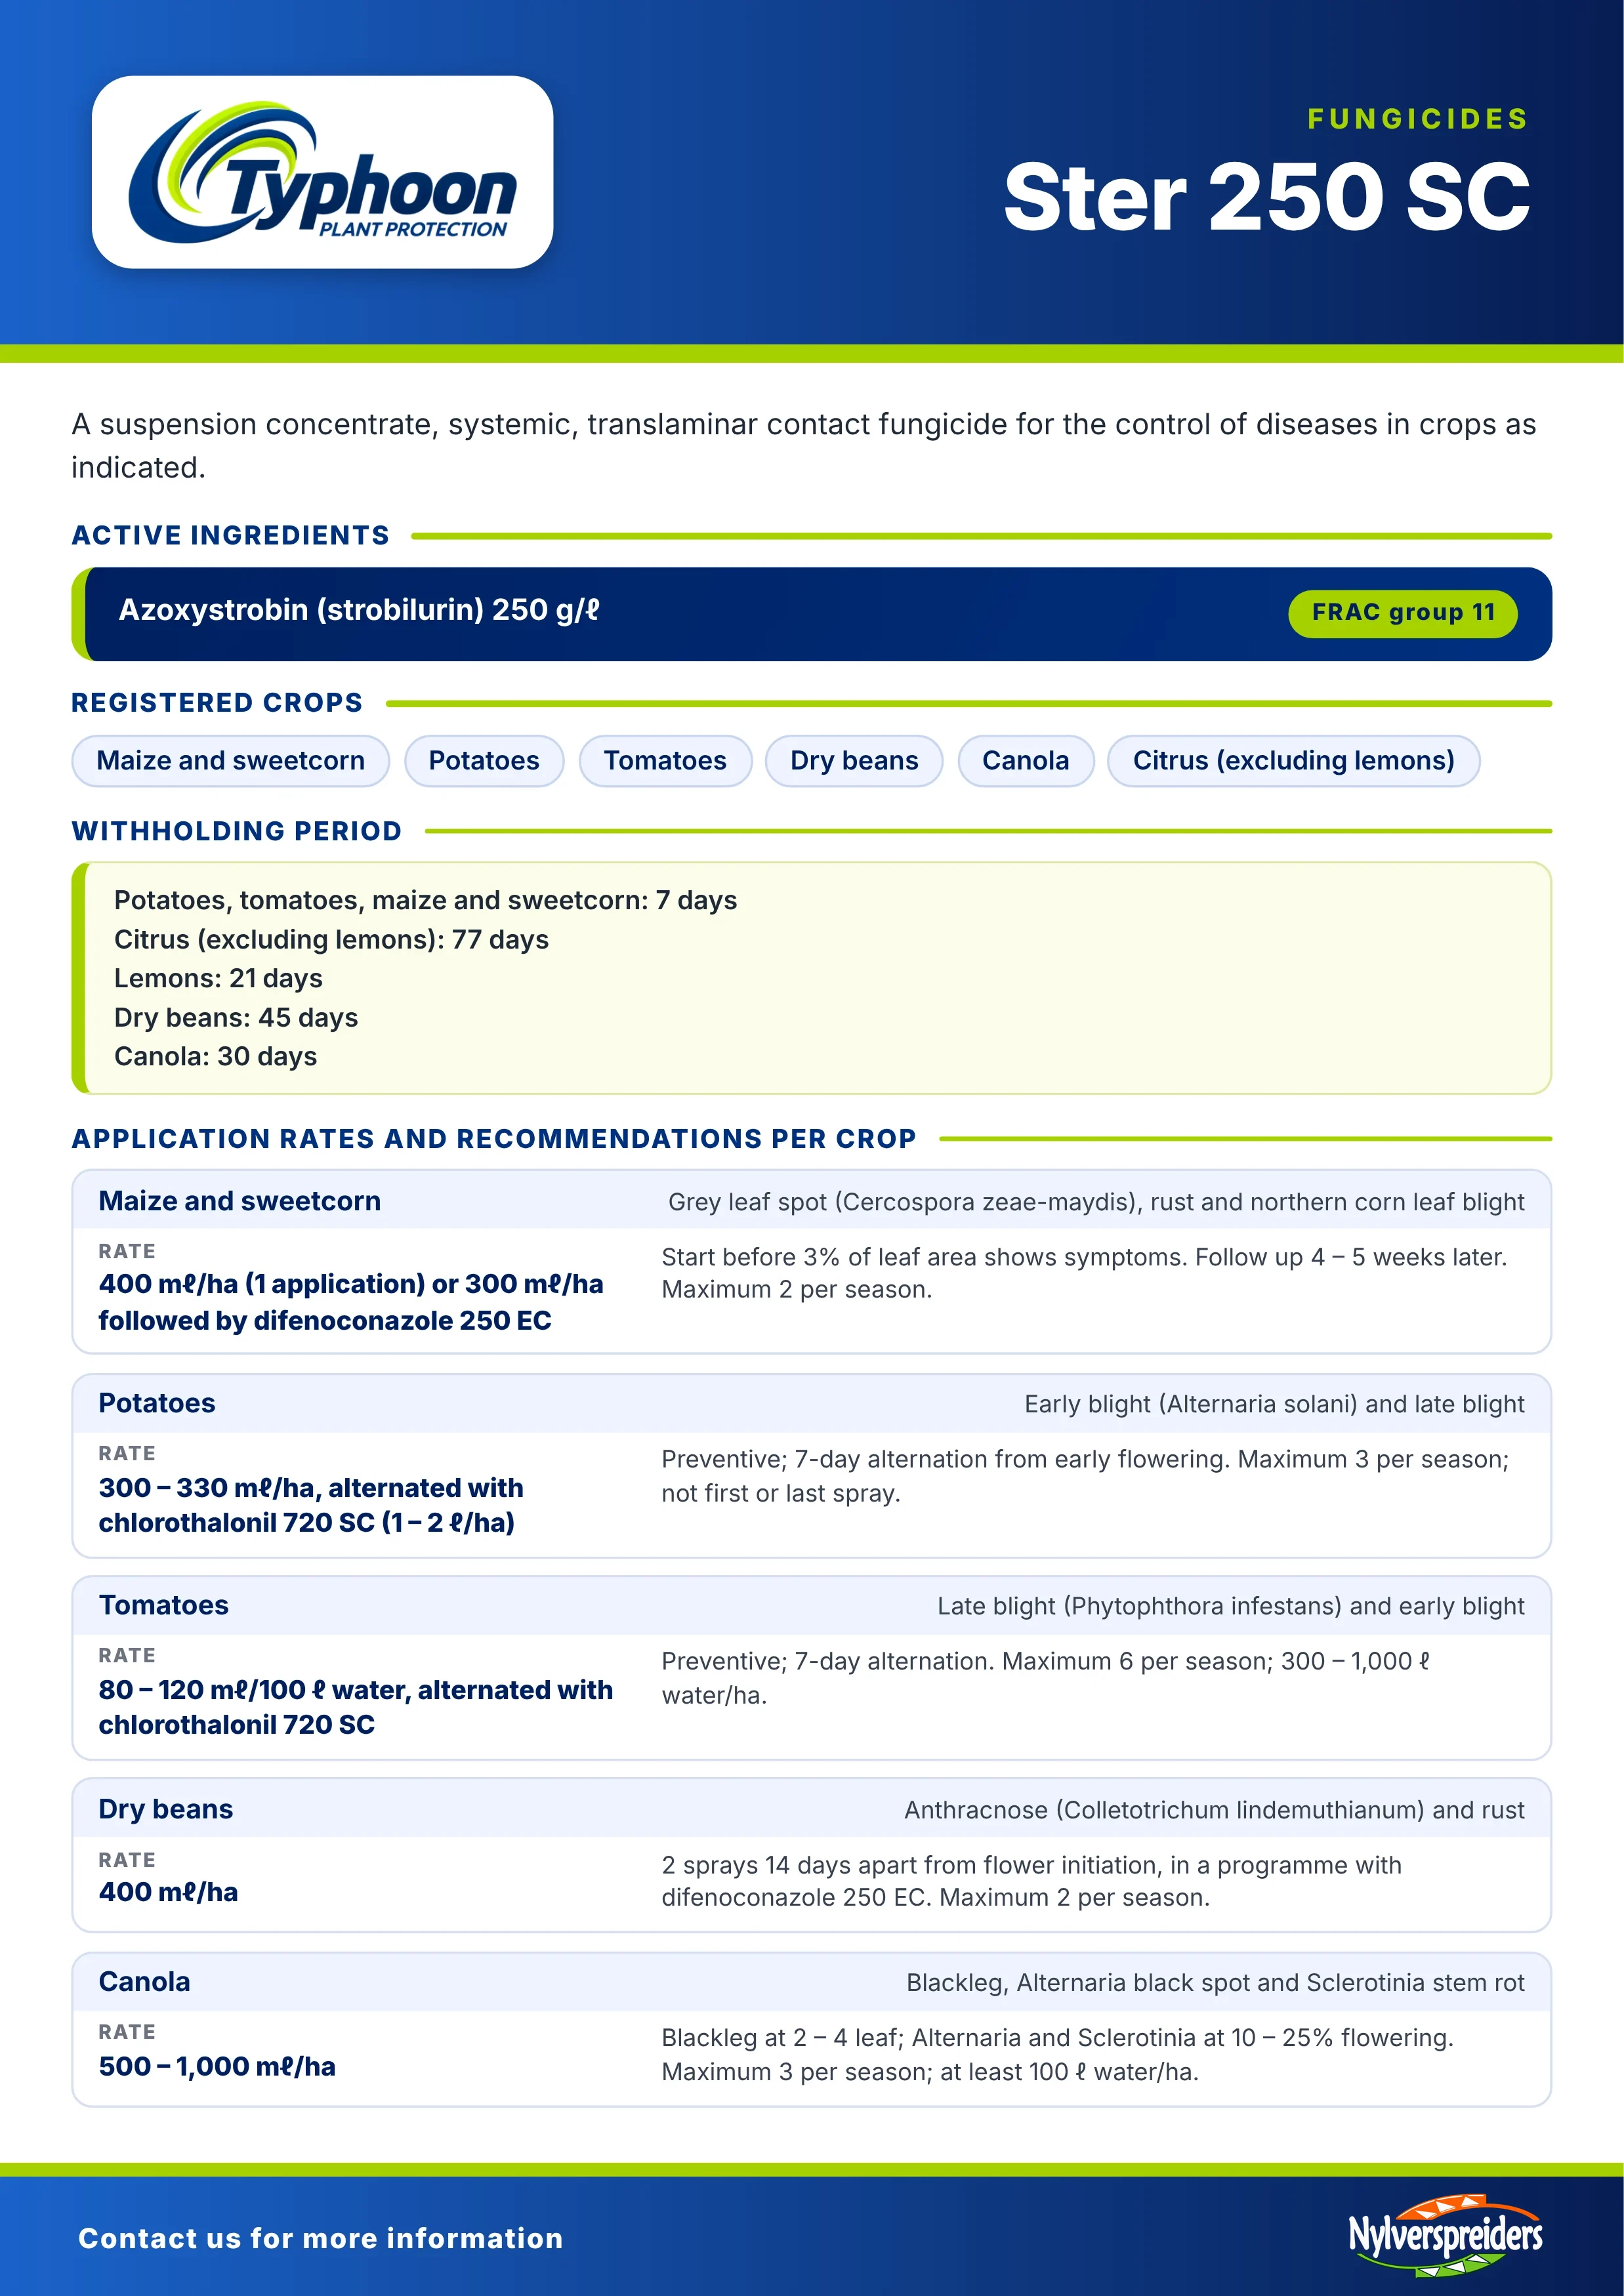 Typhoon
PLANT PROTECTION
FUNGICIDES
Ster 250 SC
A suspension concentrate, systemic, translaminar contact fungicide for the control of diseases in crops as
indicated.
ACTIVE INGREDIENTS
Azoxystrobin (strobilurin) 250 g/ℓ
FRAC group 11
REGISTERED CROPS
Maize and sweetcorn
Potatoes
Tomatoes
Dry beans
Canola
Citrus (excluding lemons)
WITHHOLDING PERIOD
Potatoes, tomatoes, maize and sweetcorn: 7 days
Citrus (excluding lemons): 77 days
Lemons: 21 days
Dry beans: 45 days
Canola: 30 days
APPLICATION RATES AND RECOMMENDATIONS PER CROP
Maize and sweetcorn
Grey leaf spot (Cercospora zeae-maydis), rust and northern corn leaf blight
RATE
400 mℓ/ha (1 application) or 300 mℓ/ha
followed by difenoconazole 250 EC
Start before 3% of leaf area shows symptoms. Follow up 4 – 5 weeks later.
Maximum 2 per season.
Potatoes
Early blight (Alternaria solani) and late blight
RATE
300 – 330 mℓ/ha, alternated with
chlorothalonil 720 SC (1 – 2 ℓ/ha)
Preventive; 7-day alternation from early flowering. Maximum 3 per season;
not first or last spray.
Tomatoes
Late blight (Phytophthora infestans) and early blight
RATE
80 – 120 mℓ/100 ℓ water, alternated with
chlorothalonil 720 SC
Preventive; 7-day alternation. Maximum 6 per season; 300 – 1,000 ℓ
water/ha.
Dry beans
Anthracnose (Colletotrichum lindemuthianum) and rust
RATE
400 mℓ/ha
2 sprays 14 days apart from flower initiation, in a programme with
difenoconazole 250 EC. Maximum 2 per season.
Canola
Blackleg, Alternaria black spot and Sclerotinia stem rot
RATE
500 – 1,000 mℓ/ha
Blackleg at 2 – 4 leaf; Alternaria and Sclerotinia at 10 – 25% flowering.
Maximum 3 per season; at least 100 ℓ water/ha.
Contact us for more information
Nylverspreiders